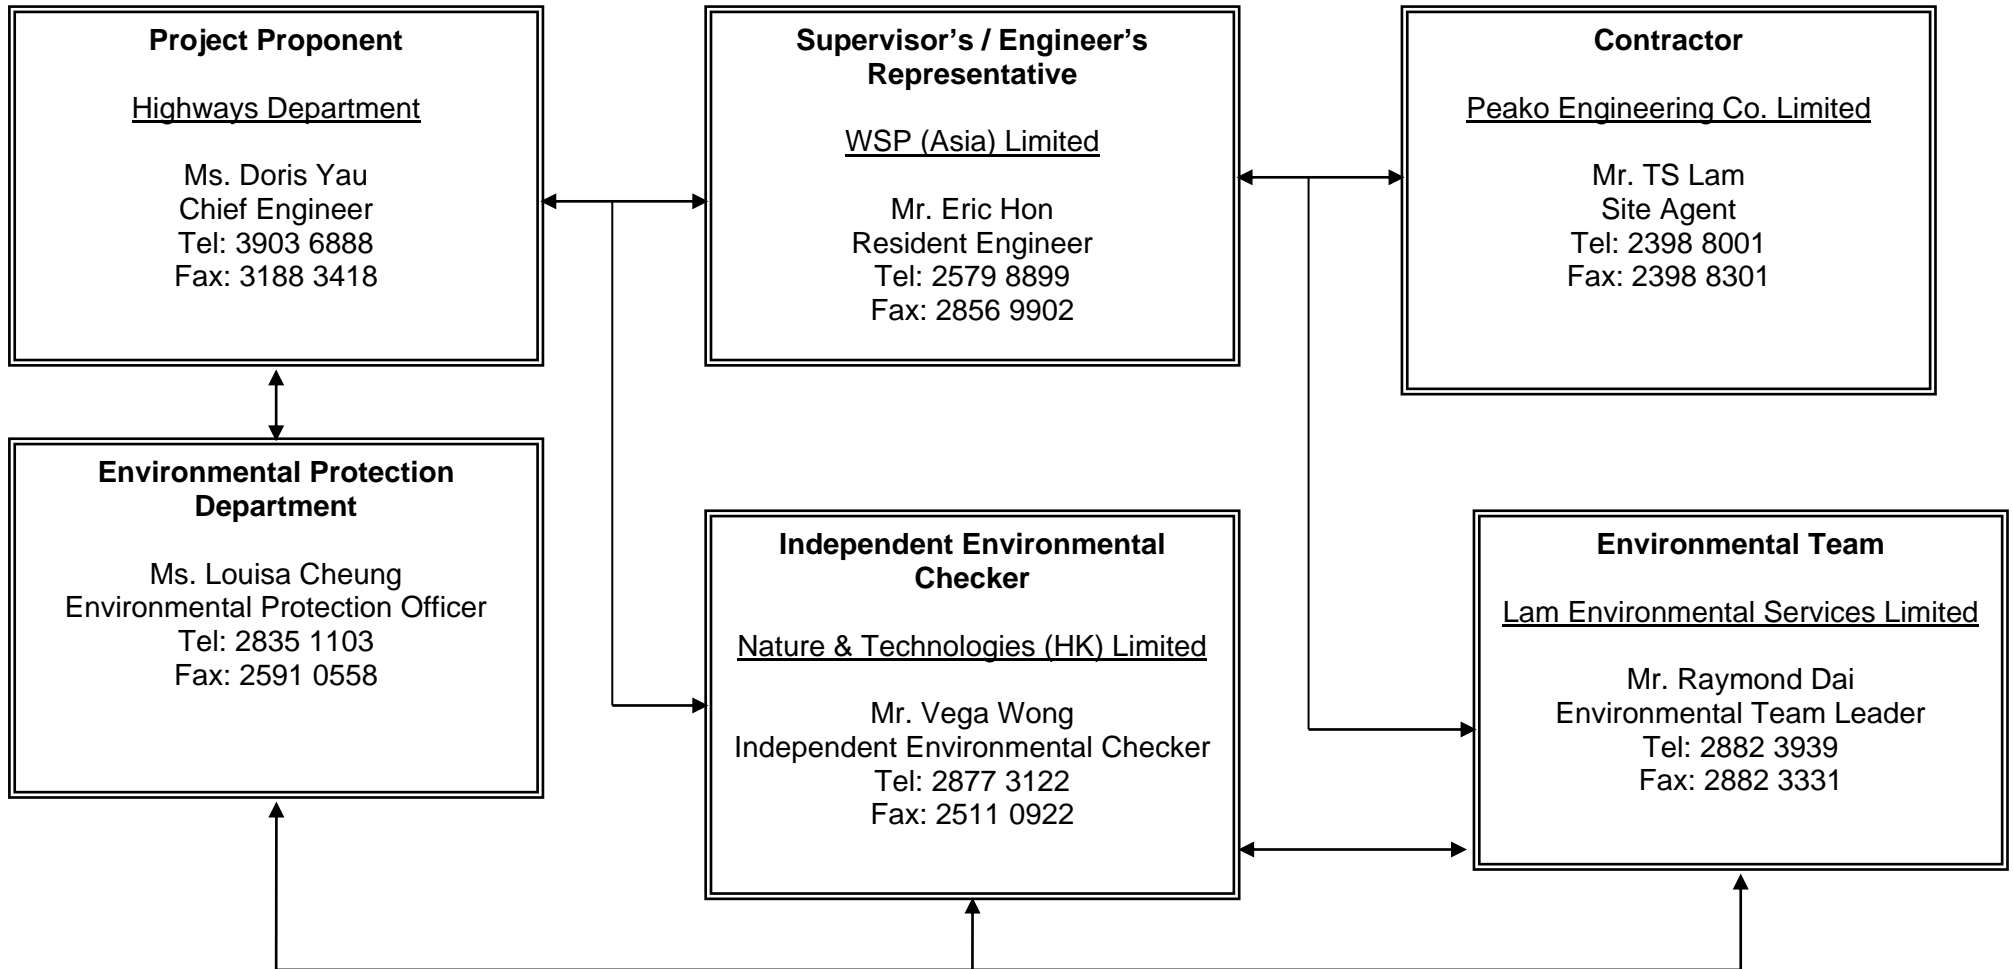 Project Proponent
Highways Department
Ms. Doris Yau
Chief Engineer
Tel: 3903 6888
Fax: 3188 3418
Supervisor’s / Engineer’s
Representative
WSP (Asia) Limited
Mr. Eric Hon
Resident Engineer
Tel: 2579 8899
Fax: 2856 9902
Contractor
Peako Engineering Co. Limited
Mr. TS Lam
Site Agent
Tel: 2398 8001
Fax: 2398 8301
Environmental Protection
Department
Ms. Louisa Cheung
Environmental Protection Officer
Tel: 2835 1103
Fax: 2591 0558
Independent Environmental
Checker
Nature & Technologies (HK) Limited
Mr. Vega Wong
Independent Environmental Checker
Tel: 2877 3122
Fax: 2511 0922
Environmental Team
Lam Environmental Services Limited
Mr. Raymond Dai
Environmental Team Leader
Tel: 2882 3939
Fax: 2882 3331